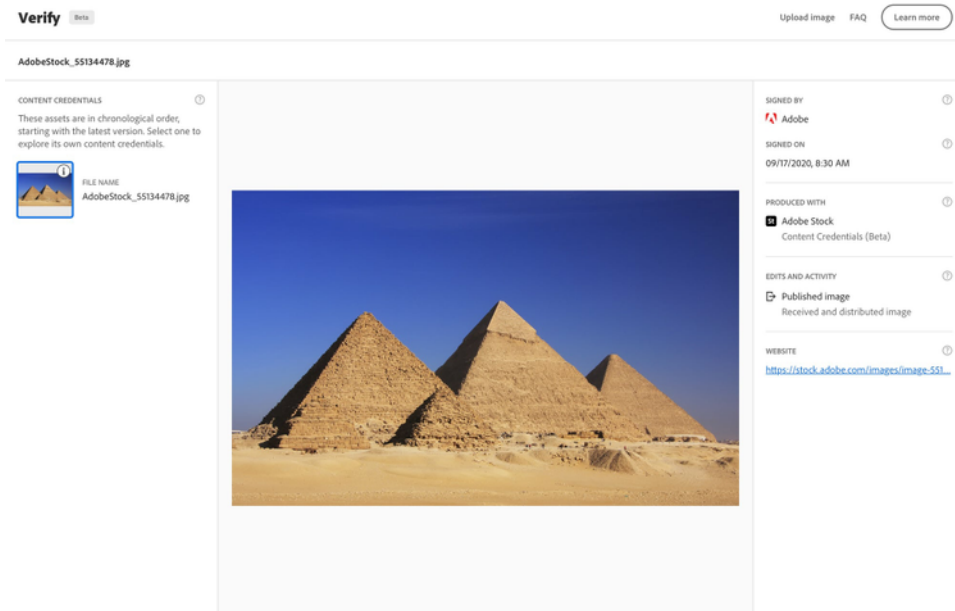 Verify Beta
Upload image FAQ Learn more
AdobeStock_55134478.jpg
CONTENT CREDENTIALS
These assets are in chronological order,
starting with the latest version. Select one to
explore its own content credentials.
FILE NAME
AdobeStock_55134478.jpg
SIGNED BY
Adobe
SIGNED ON
09/17/2020, 8:30 AM
PRODUCED WITH
St Adobe Stock
Content Credentials (Beta)
EDITS AND ACTIVITY
Published image
Received and distributed image
WEBSITE
https://stock.adobe.com/images/image-551...